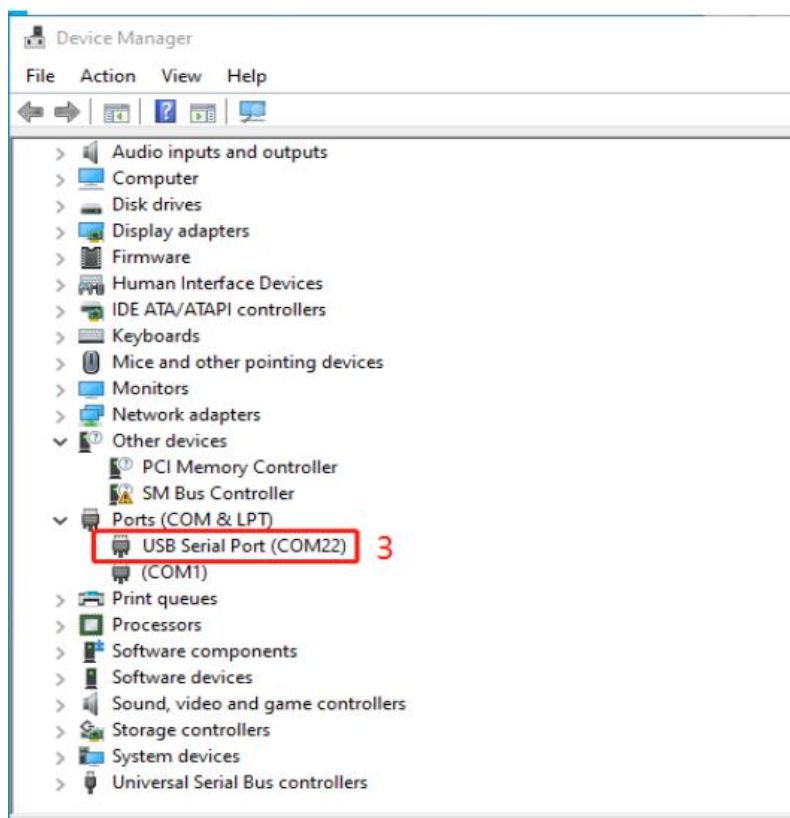 Device Manager
File Action View Help
Audio inputs and outputs
Computer
Disk drives
Display adapters
Firmware
Human Interface Devices
IDE ATA/ATAPI controllers
Keyboards
Mice and other pointing devices
Monitors
Network adapters
Other devices
PCI Memory Controller
SM Bus Controller
Ports (COM & LPT)
USB Serial Port (COM22) 3
(COM1)
Print queues
Processors
Software components
Software devices
Sound, video and game controllers
Storage controllers
System devices
Universal Serial Bus controllers